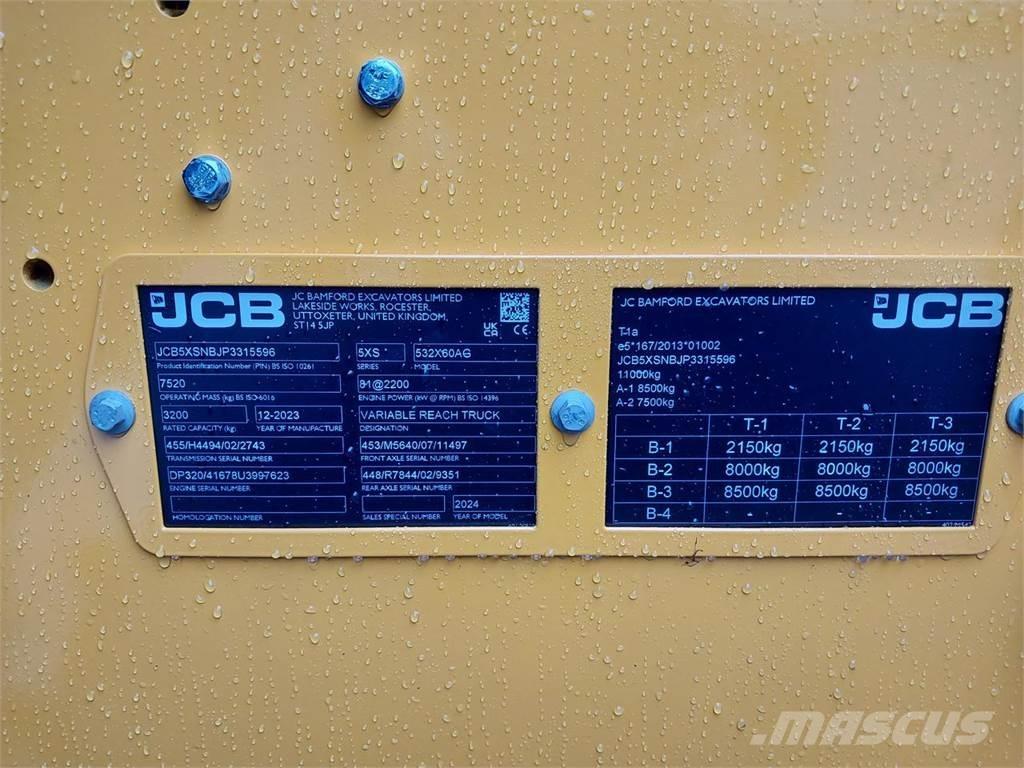 JCB
JC BAMFORD EXCAVATORS LIMITED
LAKESIDE WORKS, ROCESTER,
UTTOXETER, UNITED KINGDOM,
ST14 5JP
UK
CA CE
JCB5XSNBJP3315596 5XS 532X60AG
Product Identification Number (PIN) BS ISO 10261 SERIES MODEL
7520 81@2200
OPERATING MASS (kg) BS ISO 6016 ENGINE POWER (kW @ RPM) BS ISO 14396
3200 12-2023 VARIABLE REACH TRUCK
RATED CAPACITY (kg) YEAR OF MANUFACTURE DESIGNATION
455/H4494/02/2743 453/M5640/07/11497
TRANSMISSION SERIAL NUMBER FRONT AXLE SERIAL NUMBER
DP320/41678U3997623 448/R7844/02/9351
ENGINE SERIAL NUMBER REAR AXLE SERIAL NUMBER
2024
HOMOLOGATION NUMBER SALES SPECIAL NUMBER YEAR OF MODEL
JC BAMFORD EXCAVATORS LIMITED JCB
T-1a
e5*167/2013*01002
JCB5XSNBJP3315596
11000kg
A-1 8500kg
A-2 7500kg
T-1 T-2 T-3
B-1 2150kg 2150kg 2150kg
B-2 8000kg 8000kg 8000kg
B-3 8500kg 8500kg 8500kg
B-4 - - -
MASCUS